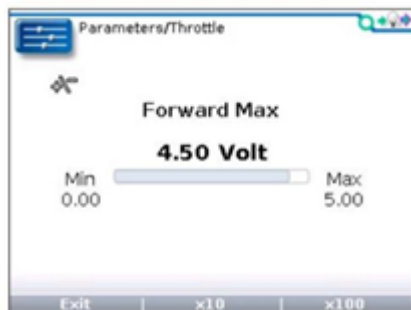 Parameters/Throttle
Forward Max
4.50 Volt
Min Max
0.00 5.00
Exit | x10 | x100